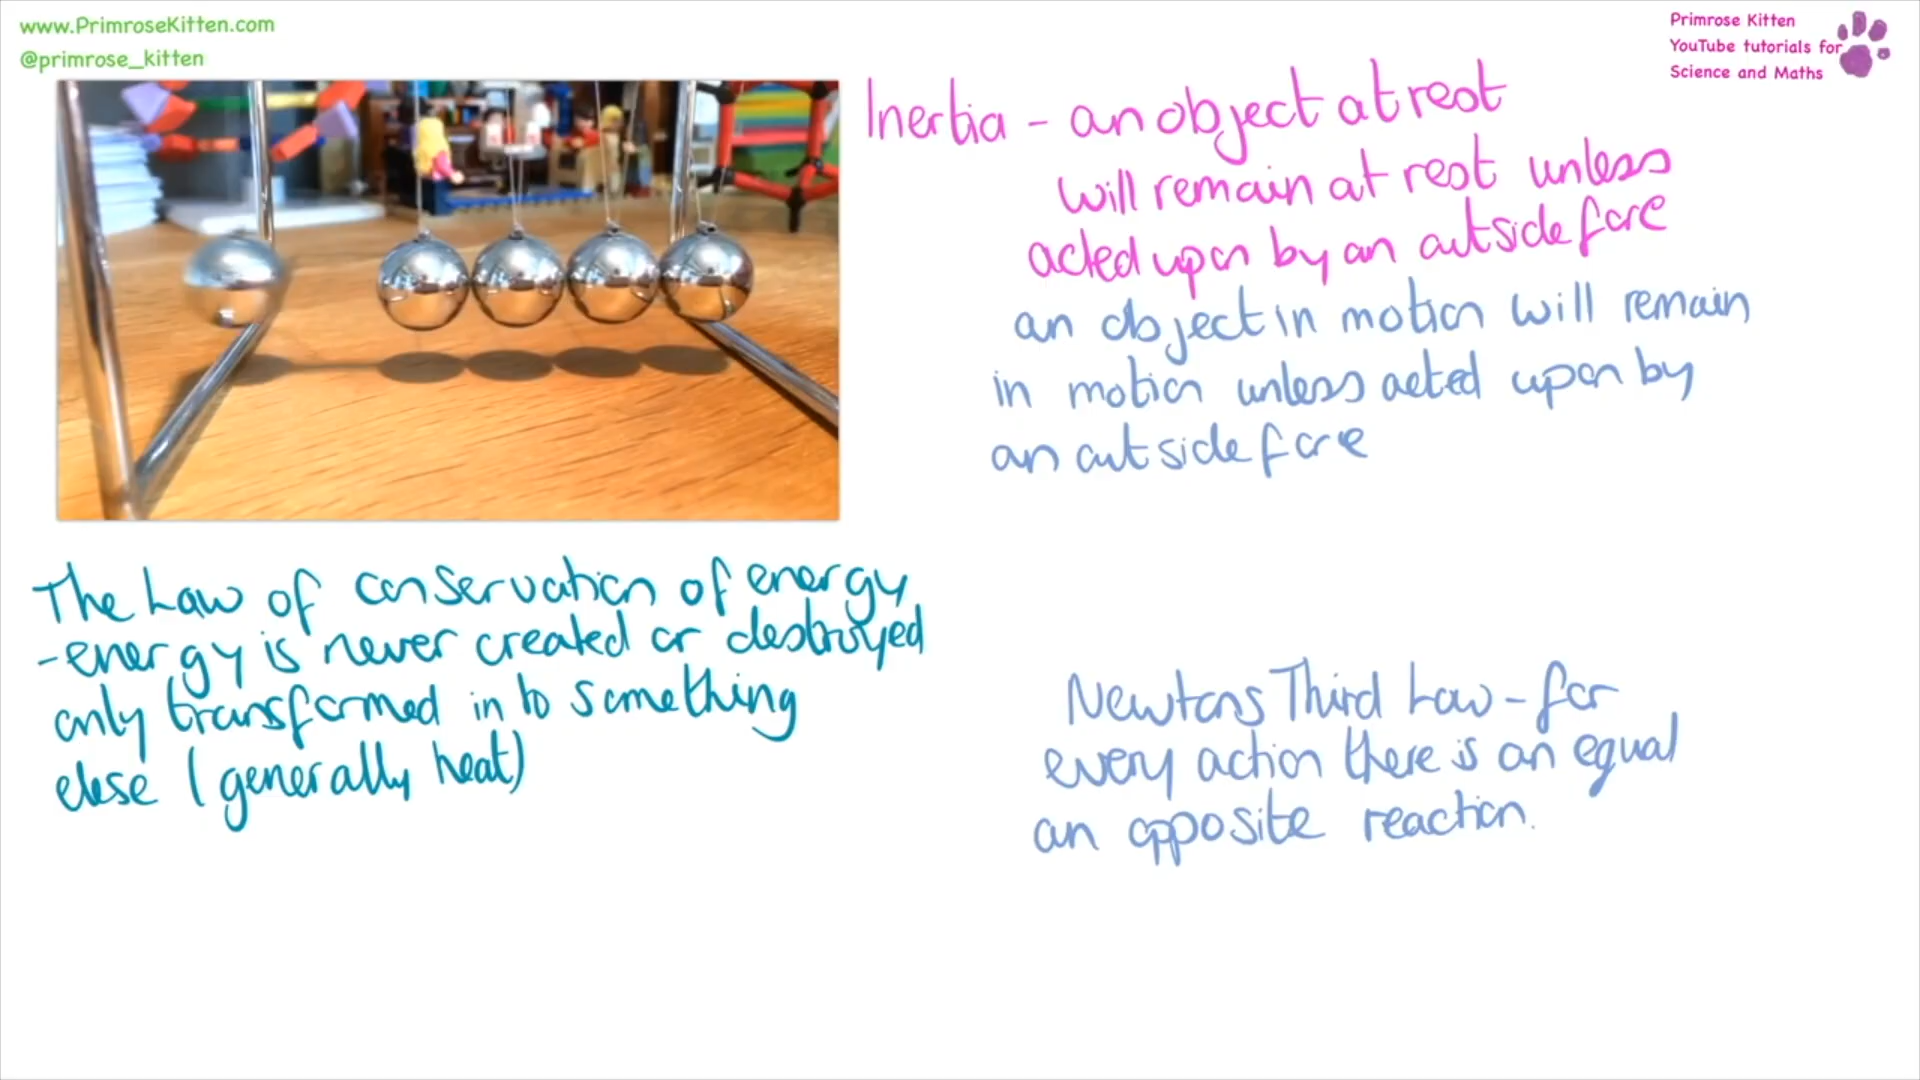 www.PrimroseKitten.com
@primrose_kitten
Primrose Kitten
YouTube tutorials for
Science and Maths
Inertia - an object at rest
will remain at rest unless
acted upon by an outside force
an object in motion will remain
in motion unless acted upon by
an outside force
The Law of conservation of energy
-energy is never created or destroyed
only transformed in to something
else (generally heat)
Newtons Third Law - for
every action there is an equal
an opposite reaction.